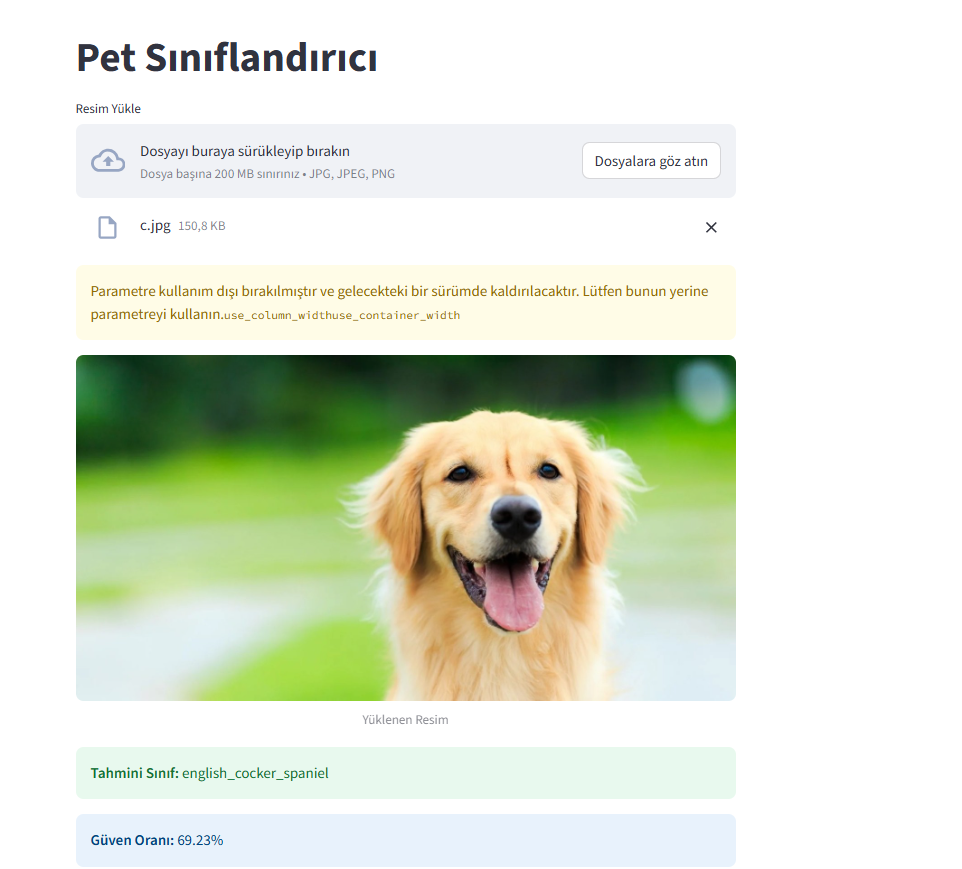 Pet Sınıflandırıcı
Resim Yükle
Dosyayı buraya sürükleyip bırakın
Dosya başına 200 MB sınırınız • JPG, JPEG, PNG
Dosyalara göz atın
c.jpg 150,8 KB
Parametre kullanım dışı bırakılmıştır ve gelecekteki bir sürümde kaldırılacaktır. Lütfen bunun yerine
parametreyi kullanın.use_column_widthuse_container_width
Yüklenen Resim
Tahmini Sınıf: english_cocker_spaniel
Güven Oranı: 69.23%